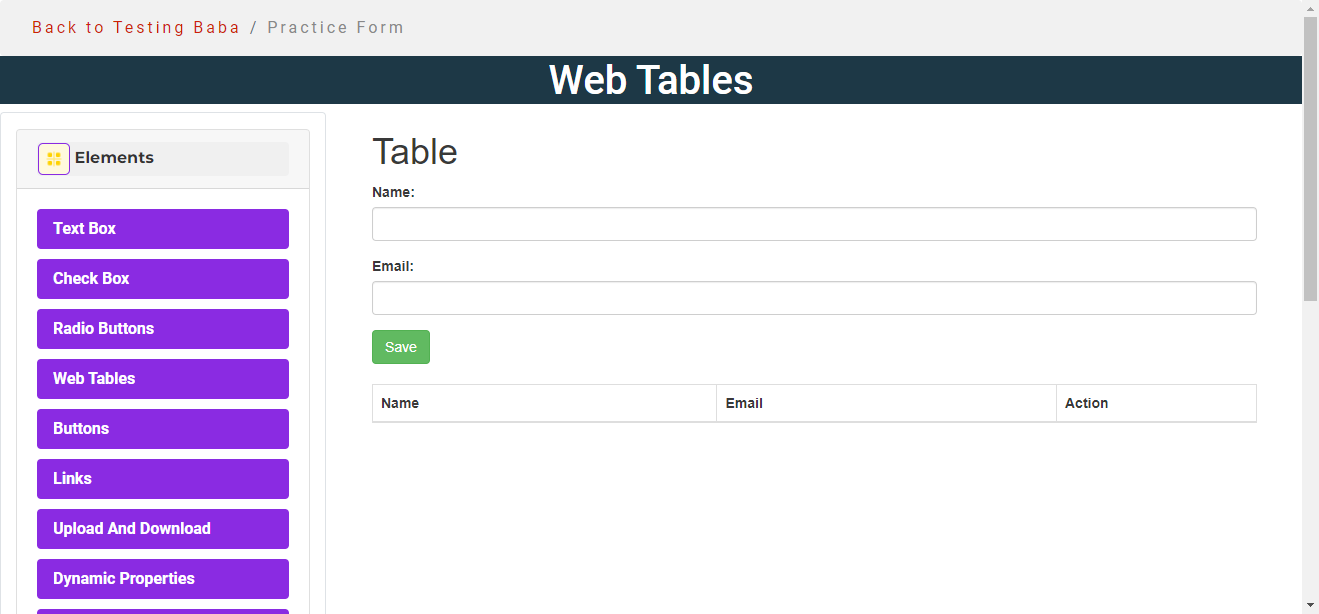 Back to Testing Baba / Practice Form
Web Tables
Elements
Text Box
Check Box
Radio Buttons
Web Tables
Buttons
Links
Upload And Download
Dynamic Properties
Table
Name:
Email:
Save
Name Email Action